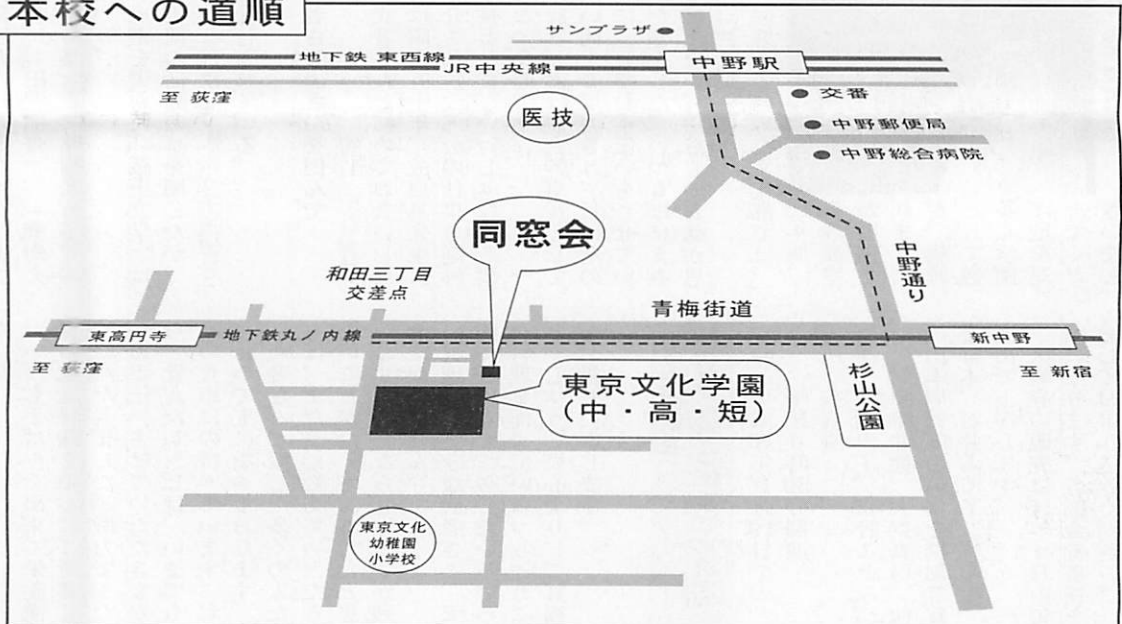 本校への道順
サンプラザ
地下鉄 東西線
JR中央線
中野駅
至 荻窪
医技
交番
中野郵便局
中野総合病院
同窓会
中野通り
和田三丁目
交差点
青梅街道
東高円寺
地下鉄丸ノ内線
新中野
至 荻窪
至 新宿
東京文化学園
(中・高・短)
杉山公園
東京文化
幼稚園
小学校